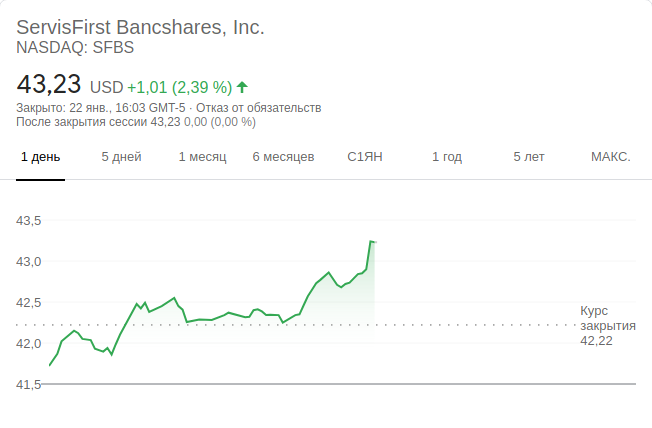 ServisFirst Bancshares, Inc.
NASDAQ: SFBS
43,23 USD +1,01 (2,39 %)
Закрыто: 22 янв., 16:03 GMT-5 · Отказ от обязательств
После закрытия сессии 43,23 0,00 (0,00 %)
1 день 5 дней 1 месяц 6 месяцев С1ЯН 1 год 5 лет МАКС.
43,5
43,0
42,5
Курс
закрытия
42,22
42,0
41,5